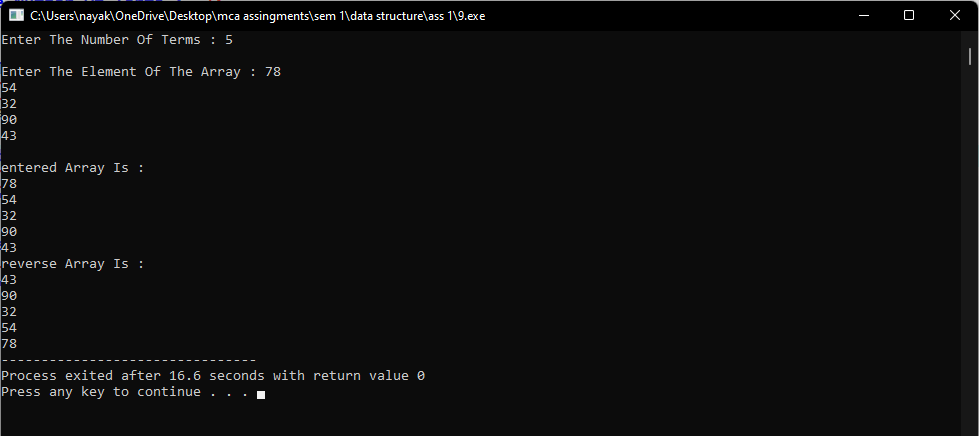 C:\Users\nayak\OneDrive\Desktop\mca assingments\sem 1\data structure\ass 1\9.exe
Enter The Number Of Terms : 5
Enter The Element Of The Array : 78
54
32
90
43
entered Array Is :
78
54
32
90
43
reverse Array Is :
43
90
32
54
78
--------------------------------
Process exited after 16.6 seconds with return value 0
Press any key to continue . . .